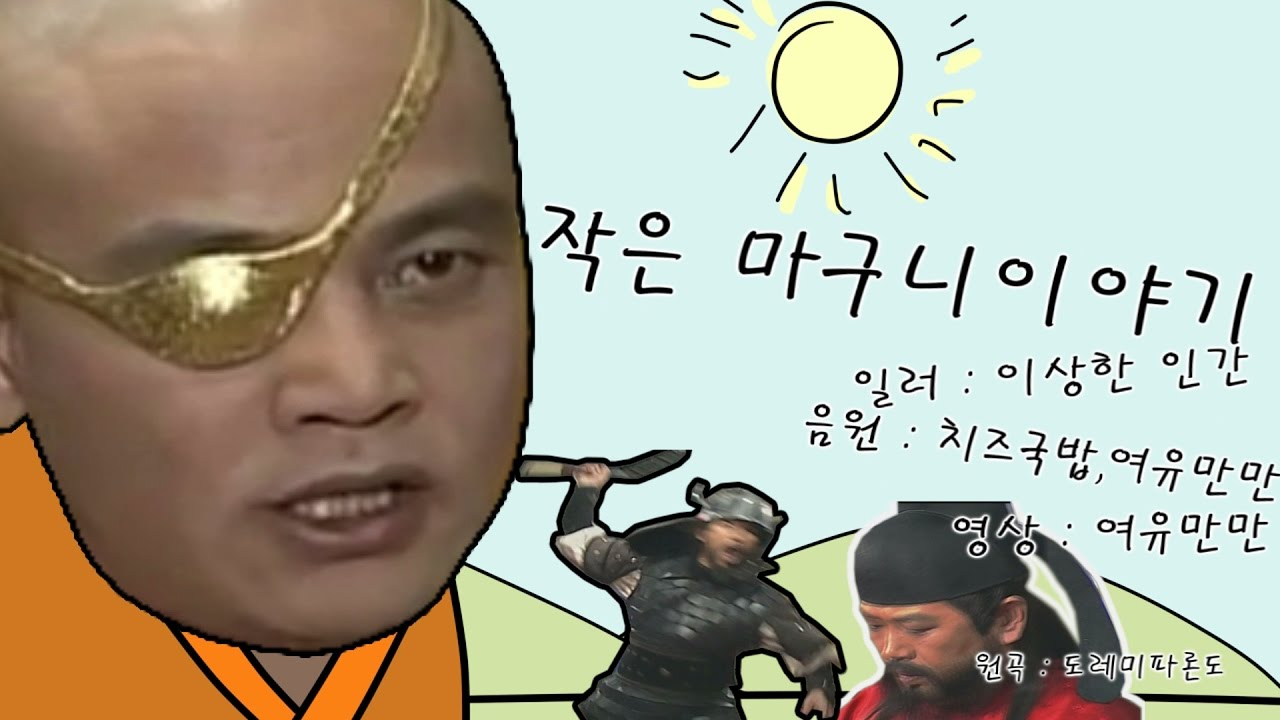 작은 마구니이야기
일러 : 이상한 인간
음원 : 치즈국밥,여유만만
영상 : 여유만만
원곡 : 도레미파론도